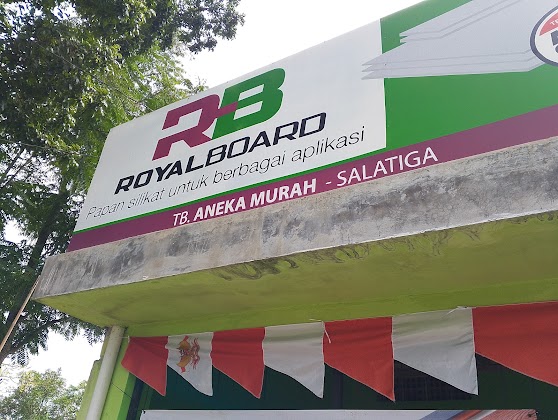 RB
ROYALBOARD
Papan silikat untuk berbagai aplikasi
TB. ANEKA MURAH - SALATIGA